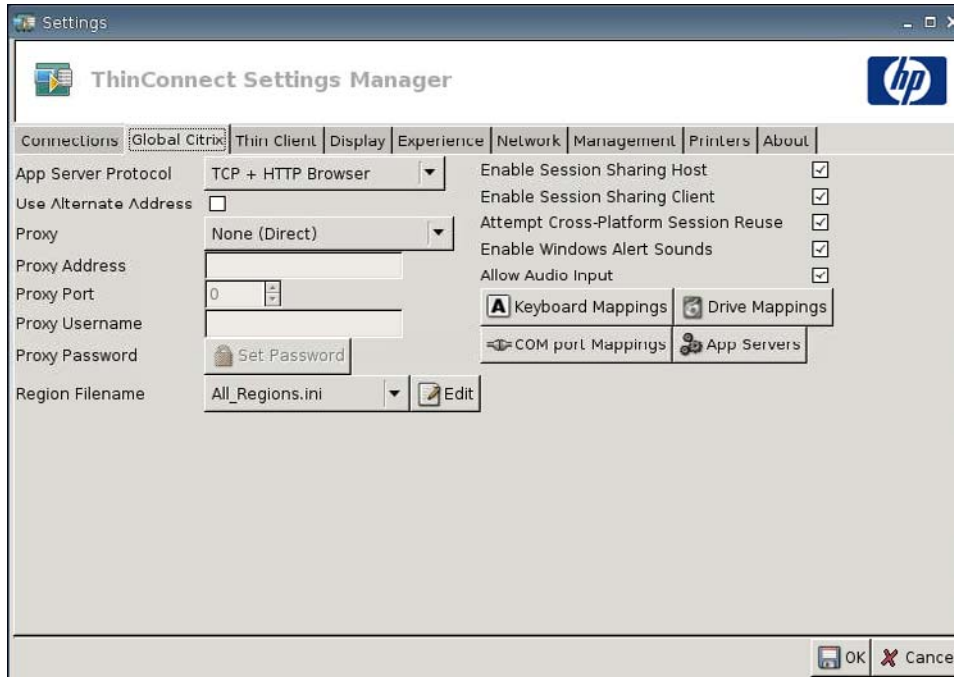 Settings
ThinConnect Settings Manager
hp
Connections Global Citrix Thin Client Display Experience Network Management Printers About
App Server Protocol TCP + HTTP Browser
Use Alternate Address
Proxy None (Direct)
Proxy Address
Proxy Port 0
Proxy Username
Proxy Password Set Password
Region Filename All_Regions.ini Edit
Enable Session Sharing Host
Enable Session Sharing Client
Attempt Cross-Platform Session Reuse
Enable Windows Alert Sounds
Allow Audio Input
A Keyboard Mappings Drive Mappings
COM port Mappings App Servers
OK Cance